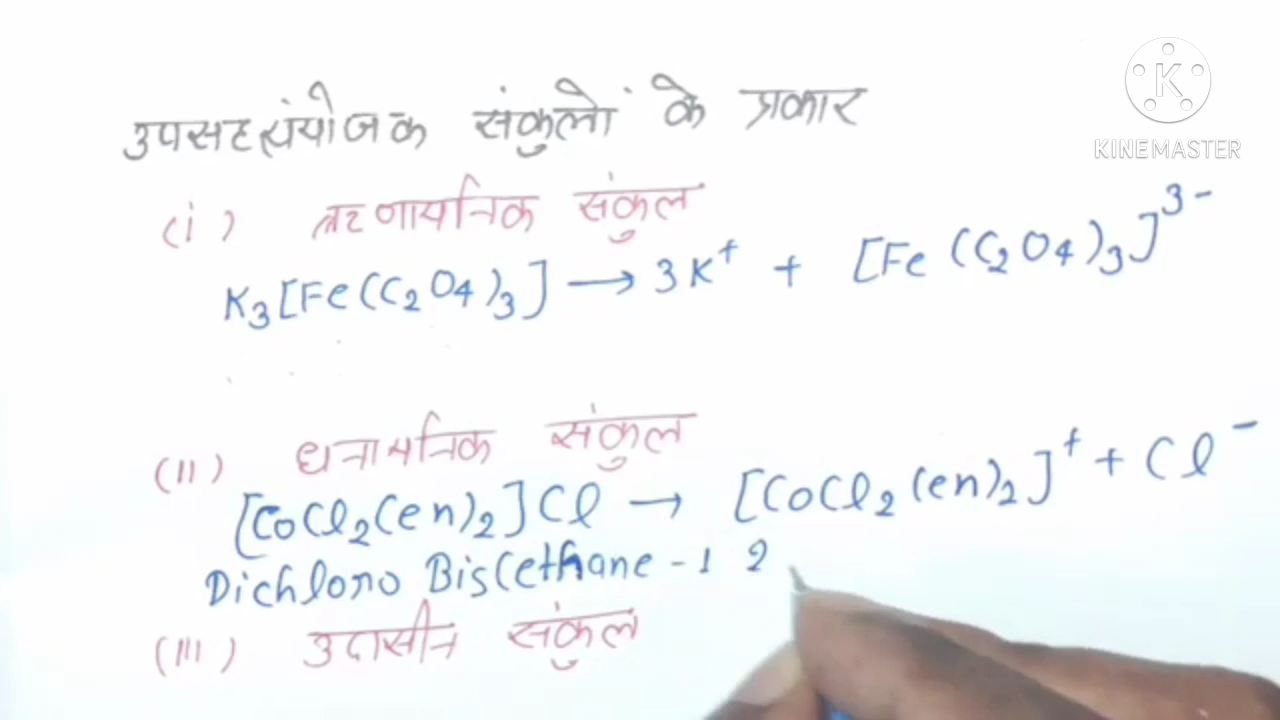 उपसहसंयोजक संकुलों के प्रकार
(i) ऋणायनिक संकुल
K3[Fe(C2O4)3] → 3K+ + [Fe(C2O4)3]3-
(ii) धनायनिक संकुल
[CoCl2(en)2]Cl → [CoCl2(en)2]+ + Cl-
Dichloro Bis(ethane - 1 2
(iii) उदासीन संकुल
K
KINEMASTER